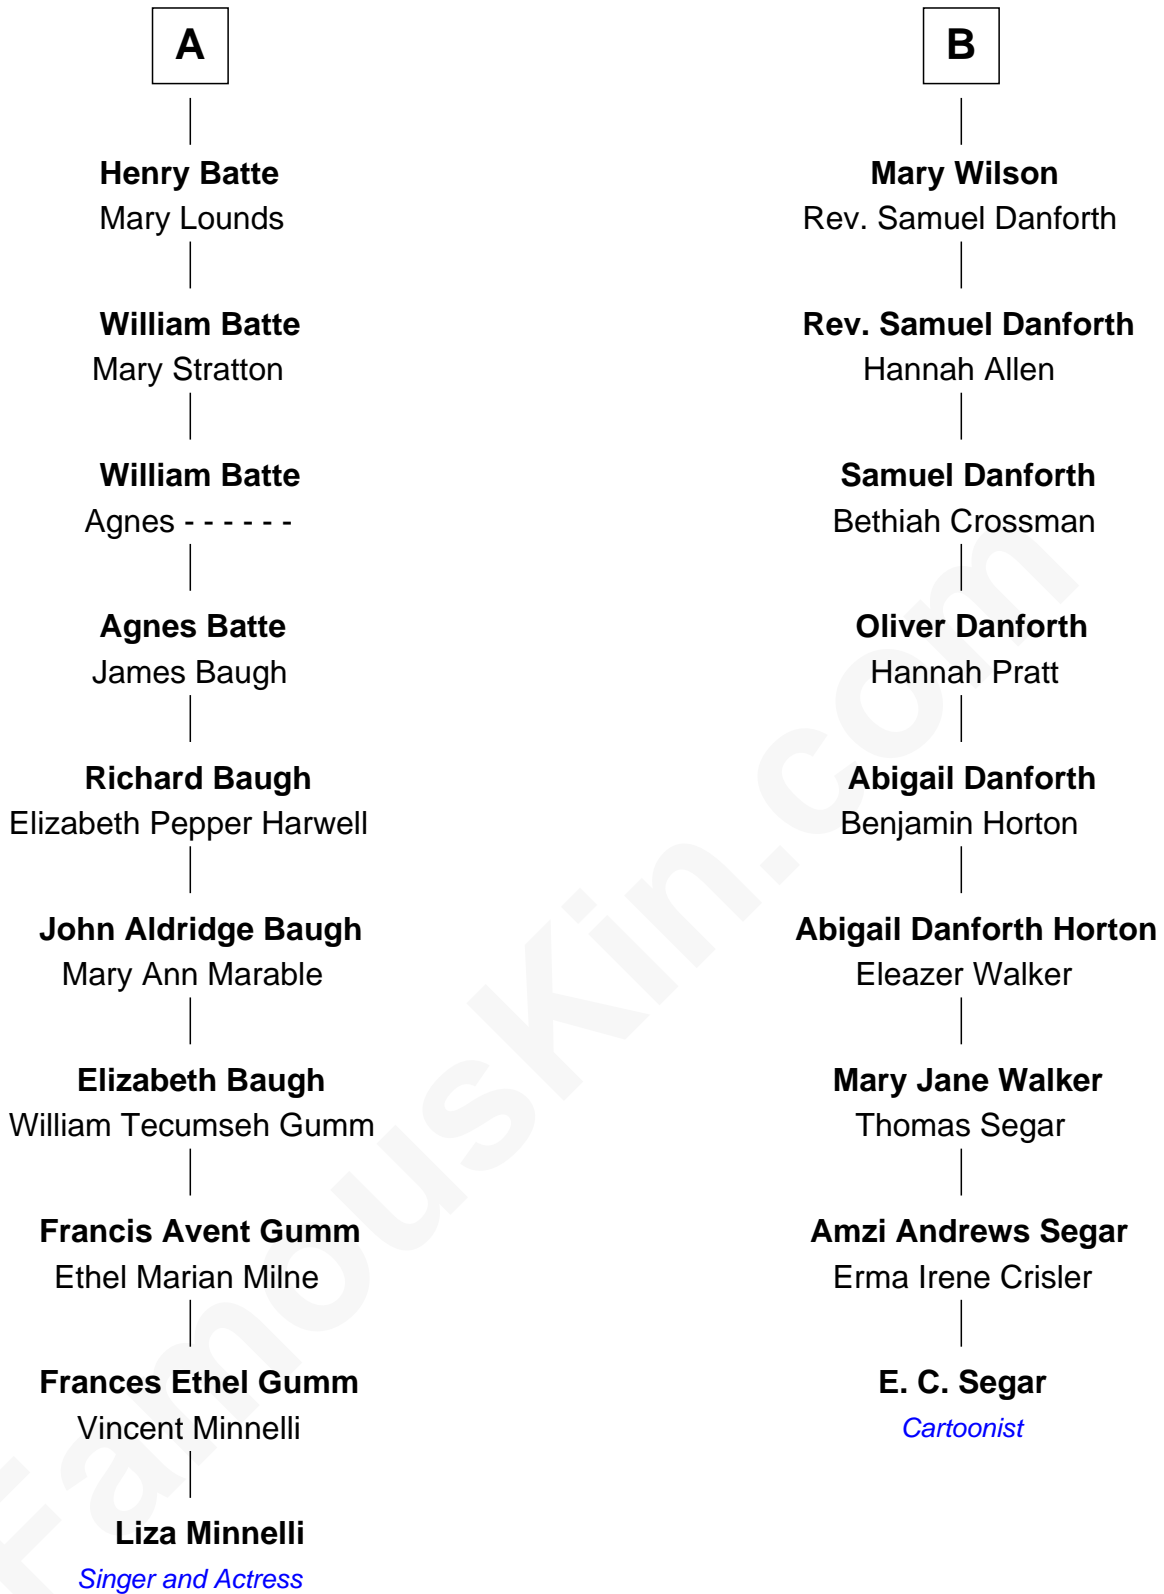 A
Henry Batte
Mary Lounds
William Batte
Mary Stratton
William Batte
Agnes - - - - - -
Agnes Batte
James Baugh
Richard Baugh
Elizabeth Pepper Harwell
John Aldridge Baugh
Mary Ann Marable
Elizabeth Baugh
William Tecumseh Gumm
Francis Avent Gumm
Ethel Marian Milne
Frances Ethel Gumm
Vincent Minnelli
Liza Minnelli
Singer and Actress
B
Mary Wilson
Rev. Samuel Danforth
Rev. Samuel Danforth
Hannah Allen
Samuel Danforth
Bethiah Crossman
Oliver Danforth
Hannah Pratt
Abigail Danforth
Benjamin Horton
Abigail Danforth Horton
Eleazer Walker
Mary Jane Walker
Thomas Segar
Amzi Andrews Segar
Erma Irene Crisler
E. C. Segar
Cartoonist
FamousKin.com